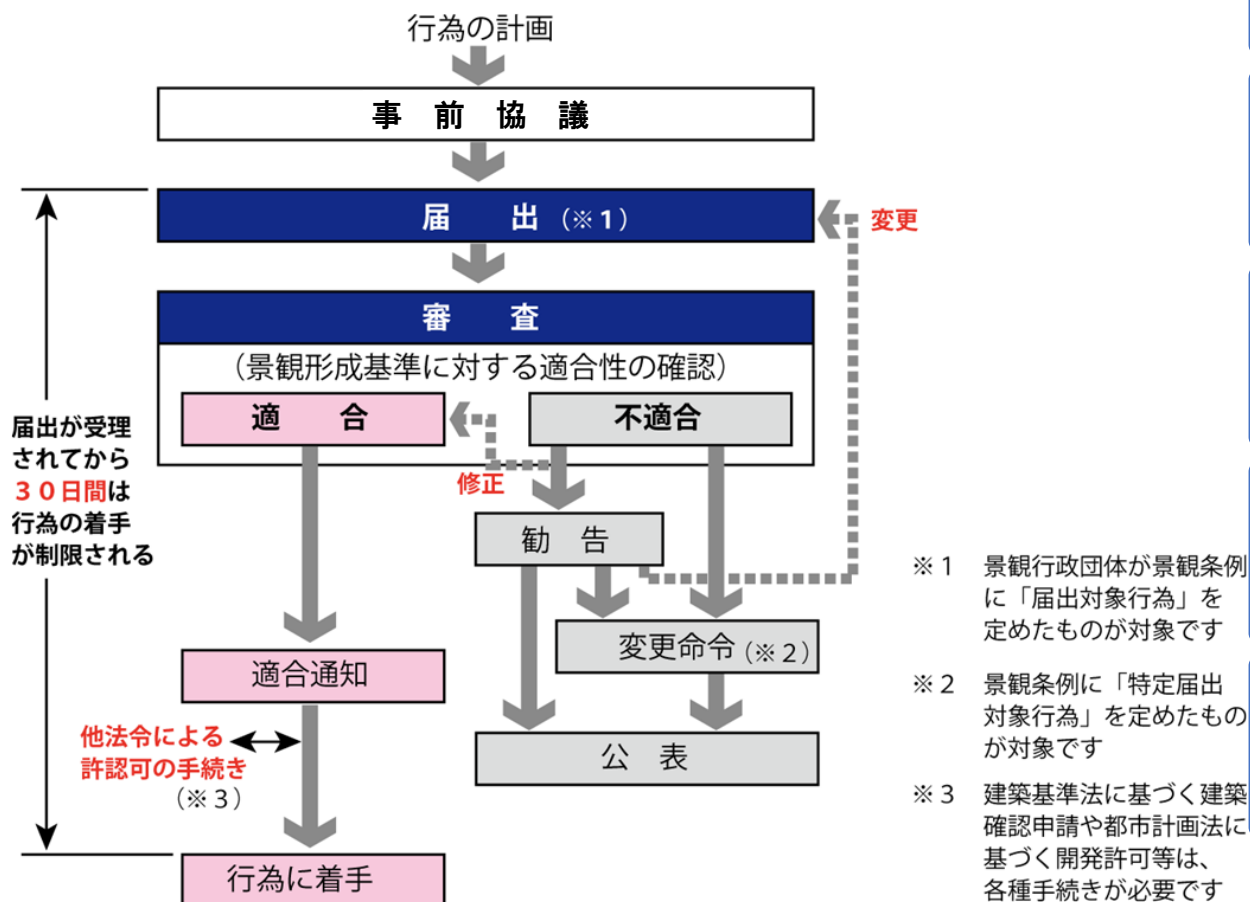 行為の計画
事前協議
届出(※1)
変更
審査
(景観形成基準に対する適合性の確認)
適合
不適合
修正
届出が受理
されてから
30日間は
行為の着手
が制限される
勧告
変更命令(※2)
適合通知
他法令による
許認可の手続き
(※3)
公表
行為に着手
※1 景観行政団体が景観条例
に「届出対象行為」を
定めたものが対象です
※2 景観条例に「特定届出
対象行為」を定めたもの
が対象です
※3 建築基準法に基づく建築
確認申請や都市計画法に
基づく開発許可等は、
各種手続きが必要です